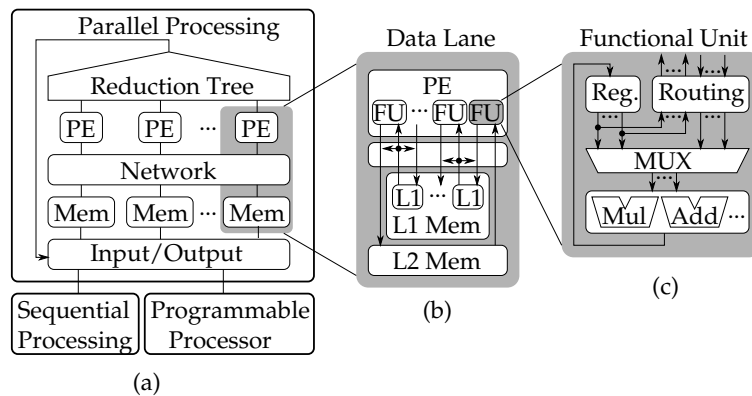 Parallel Processing
Reduction Tree
PE PE ... PE
Network
Mem Mem ... Mem
Input/Output
Sequential
Processing
Programmable
Processor
(a)
Data Lane
PE
FU ... FU FU
... ...
L1 ... L1
L1 Mem
L2 Mem
(b)
Functional Unit
... ...
Reg. Routing
... ... ...
MUX
...
Mul Add ...
(c)